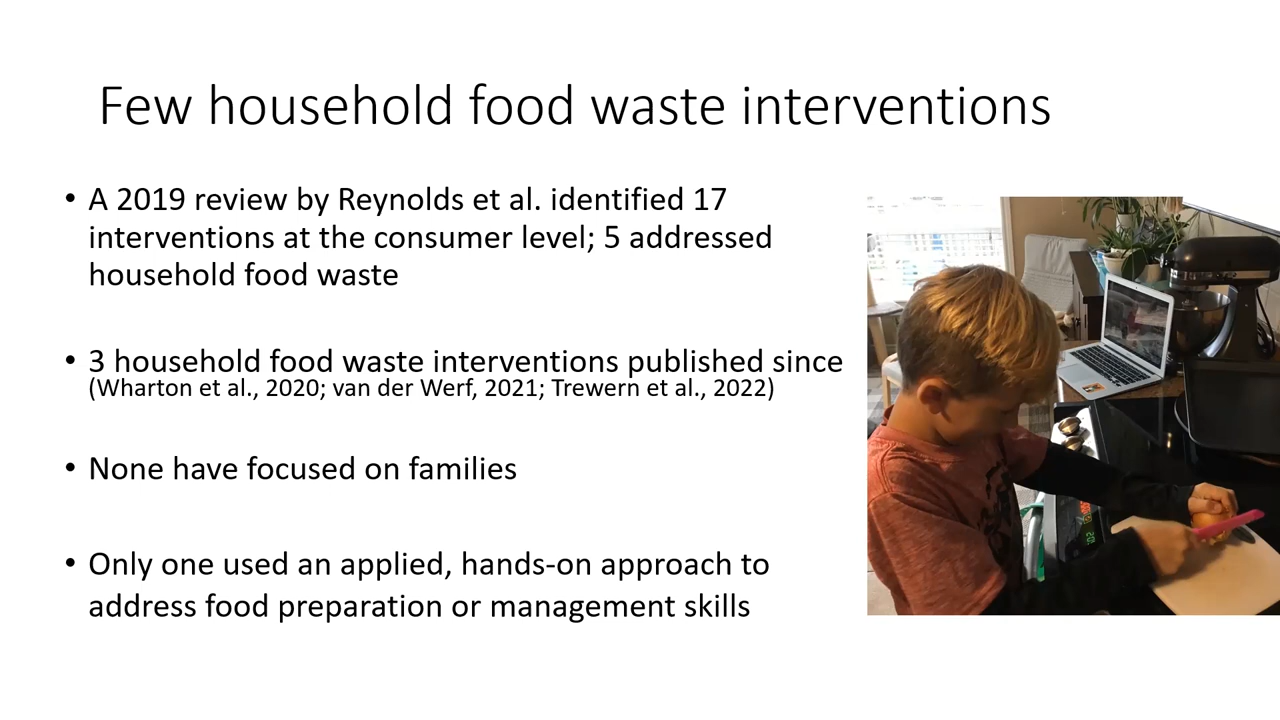 Few household food waste interventions
• A 2019 review by Reynolds et al. identified 17
interventions at the consumer level; 5 addressed
household food waste
• 3 household food waste interventions published since
(Wharton et al., 2020; van der Werf, 2021; Trewern et al., 2022)
• None have focused on families
• Only one used an applied, hands-on approach to
address food preparation or management skills